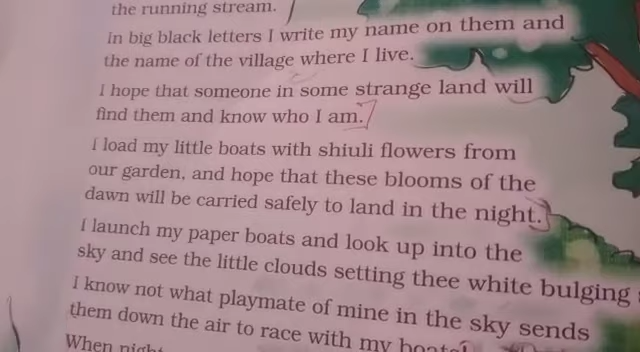 the running stream.
In big black letters I write my name on them and
the name of the village where I live.
I hope that someone in some strange land will
find them and know who I am.
I load my little boats with shiuli flowers from
our garden, and hope that these blooms of the
dawn will be carried safely to land in the night.
I launch my paper boats and look up into the
sky and see the little clouds setting thee white bulging
I know not what playmate of mine in the sky sends
them down the air to race with my boats!
When night